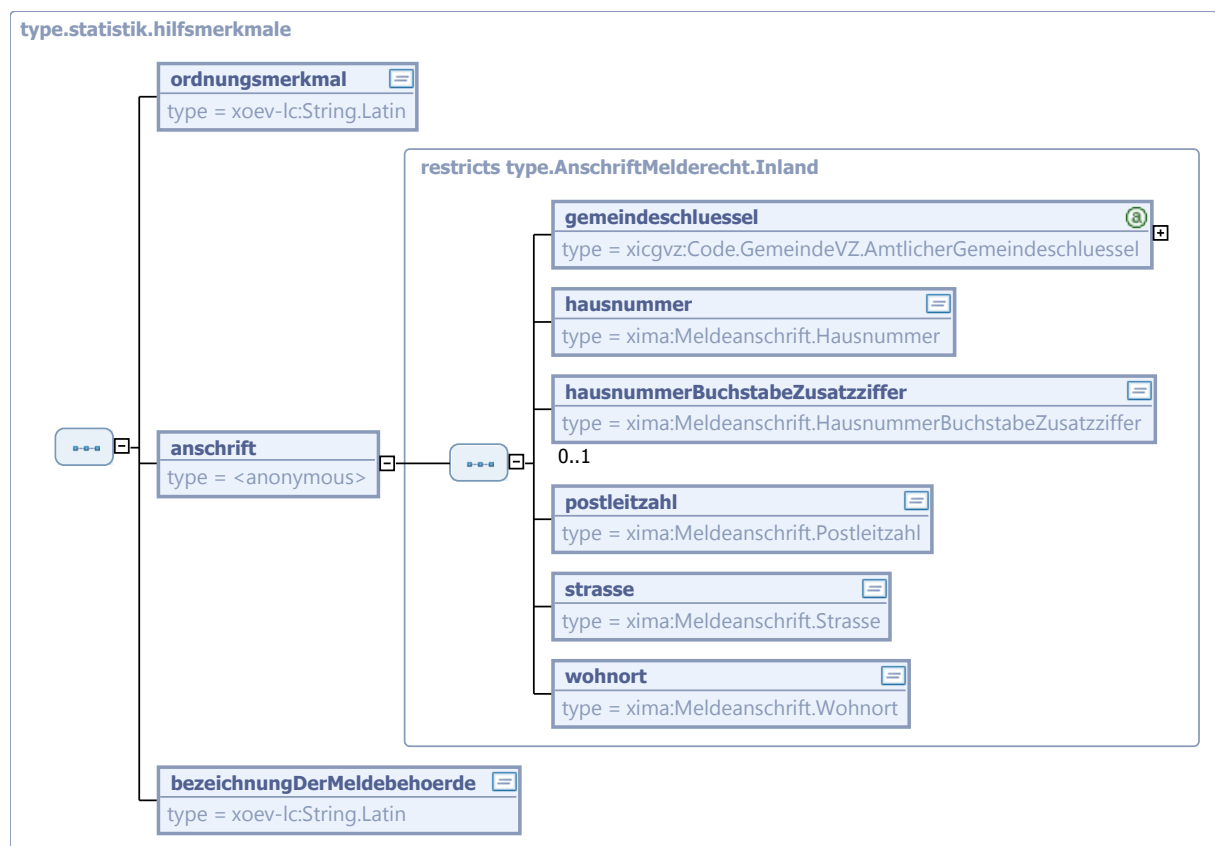 type.statistik.hilfsmerkmale
ordnungsmerkmal
type = xoev-lc:String.Latin
restricts type.AnschriftMelderecht.Inland
gemeindeschluessel
a
type = xicgvz:Code.GemeindeVZ.AmtlicherGemeindeschluessel
hausnummer
type = xima:Meldeanschrift.Hausnummer
hausnummerBuchstabeZusatzziffer
type = xima:Meldeanschrift.HausnummerBuchstabeZusatzziffer
0..1
anschrift
type = <anonymous>
postleitzahl
type = xima:Meldeanschrift.Postleitzahl
strasse
type = xima:Meldeanschrift.Strasse
wohnort
type = xima:Meldeanschrift.Wohnort
bezeichnungDerMeldebehoerde
type = xoev-lc:String.Latin